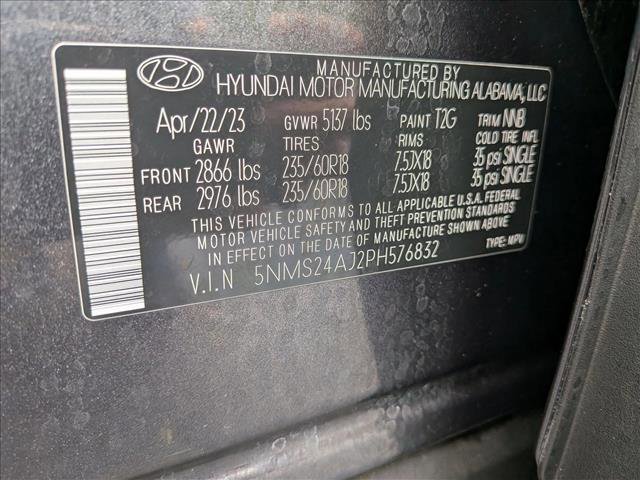 MANUFACTURED BY
HYUNDAI MOTOR MANUFACTURING ALABAMA, LLC
Apr/22/23 GVWR 5137 lbs PAINT T2G TRIM NNB
GAWR TIRES RIMS COLD TIRE INFL.
FRONT 2866 lbs 235/60R18 7.5JX18 35 psi SINGLE
REAR 2976 lbs 235/60R18 7.5JX18 35 psi SINGLE
THIS VEHICLE CONFORMS TO ALL APPLICABLE U.S.A. FEDERAL
MOTOR VEHICLE SAFETY AND THEFT PREVENTION STANDARDS
IN EFFECT ON THE DATE OF MANUFACTURE SHOWN ABOVE
V.I.N 5NMS24AJ2PH576832 TYPE: MPV